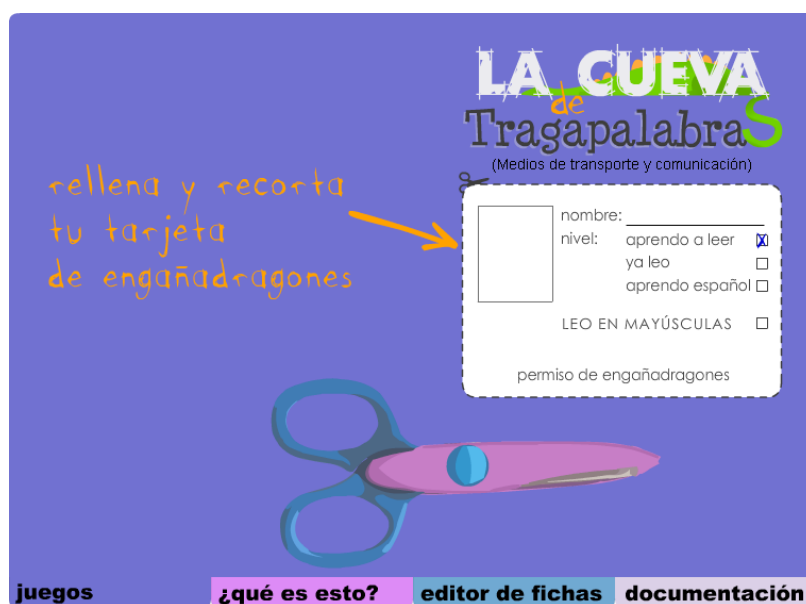 LA CUEVA
de
TragapalabraS
(Medios de transporte y comunicación)
rellena y recorta
tu tarjeta
de engañadragones
nombre:
nivel: aprendo a leer X
ya leo
aprendo español
LEO EN MAYÚSCULAS
permiso de engañadragones
juegos ¿qué es esto? editor de fichas documentación